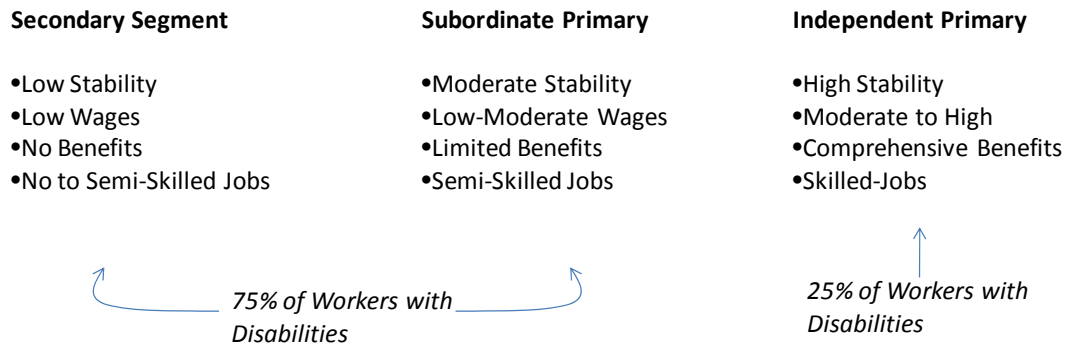 Secondary Segment
•Low Stability
•Low Wages
•No Benefits
•No to Semi-Skilled Jobs
Subordinate Primary
•Moderate Stability
•Low-Moderate Wages
•Limited Benefits
•Semi-Skilled Jobs
Independent Primary
•High Stability
•Moderate to High
•Comprehensive Benefits
•Skilled-Jobs
75% of Workers with
Disabilities
25% of Workers with
Disabilities